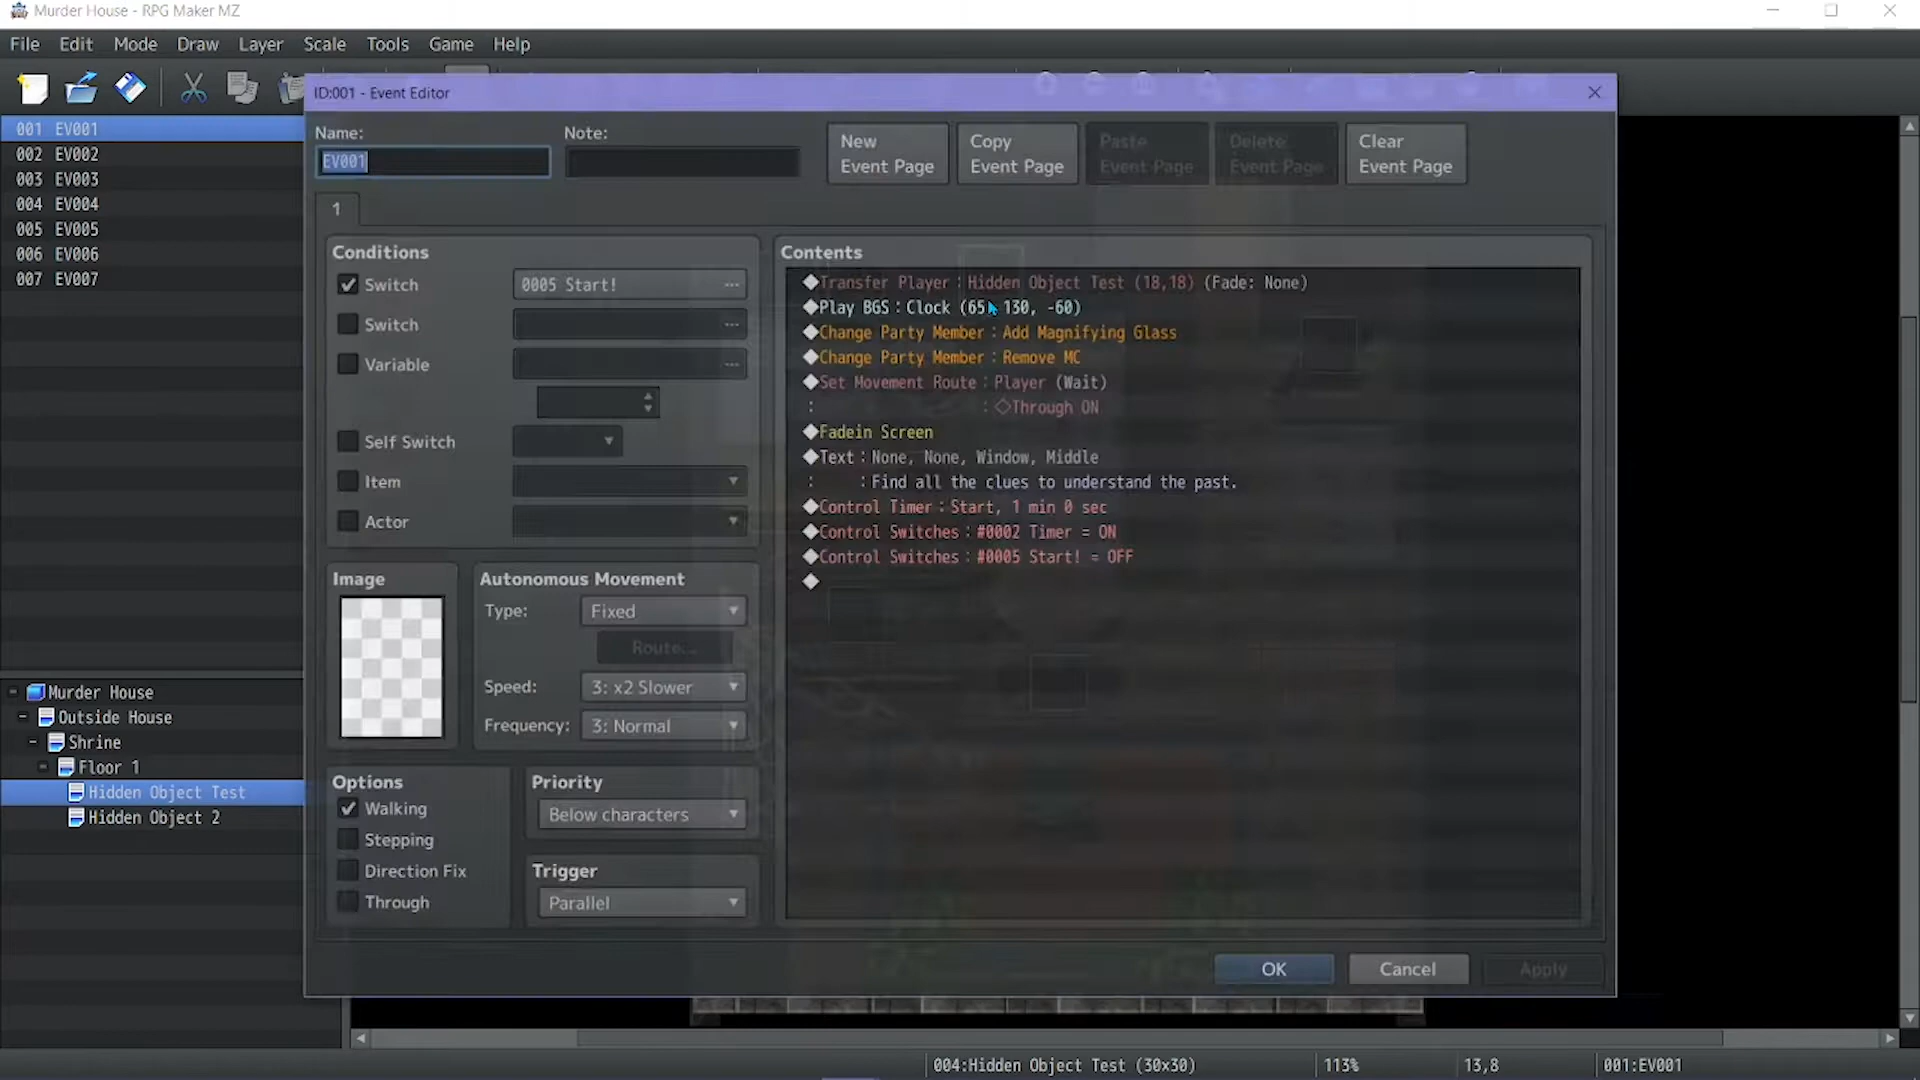 Murder House - RPG Maker MZ
File Edit Mode Draw Layer Scale Tools Game Help
ID:001 - Event Editor
001 EV001
002 EV002
003 EV003
004 EV004
005 EV005
006 EV006
007 EV007
Name:
EV001
Note:
New
Event Page
Copy
Event Page
Paste
Event Page
Delete
Event Page
Clear
Event Page
1
Conditions
Switch 0005 Start! ...
Switch ...
Variable ...
Self Switch
Item
Actor
Image
Autonomous Movement
Type: Fixed
Route...
Speed: 3: x2 Slower
Frequency: 3: Normal
Options
Walking
Stepping
Direction Fix
Through
Priority
Below characters
Trigger
Parallel
Contents
◆Transfer Player : Hidden Object Test (18,18) (Fade: None)
◆Play BGS : Clock (65, 130, -60)
◆Change Party Member : Add Magnifying Glass
◆Change Party Member : Remove MC
◆Set Movement Route : Player (Wait)
: : ◇Through ON
◆Fadein Screen
◆Text : None, None, Window, Middle
: : Find all the clues to understand the past.
◆Control Timer : Start, 1 min 0 sec
◆Control Switches : #0002 Timer = ON
◆Control Switches : #0005 Start! = OFF
◆
OK
Cancel
Apply
Murder House
Outside House
Shrine
Floor 1
Hidden Object Test
Hidden Object 2
004:Hidden Object Test (30x30) 113% 13,8 001:EV001